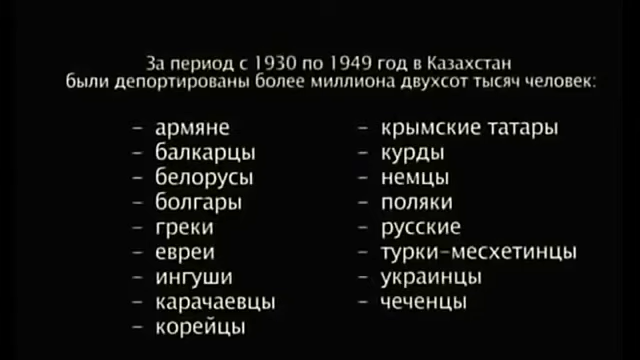 За период с 1930 по 1949 год в Казахстан
были депортированы более миллиона двухсот тысяч человек:
– армяне
– балкарцы
– белорусы
– болгары
– греки
– евреи
– ингуши
– карачаевцы
– корейцы
– крымские татары
– курды
– немцы
– поляки
– русские
– турки–месхетинцы
– украинцы
– чеченцы